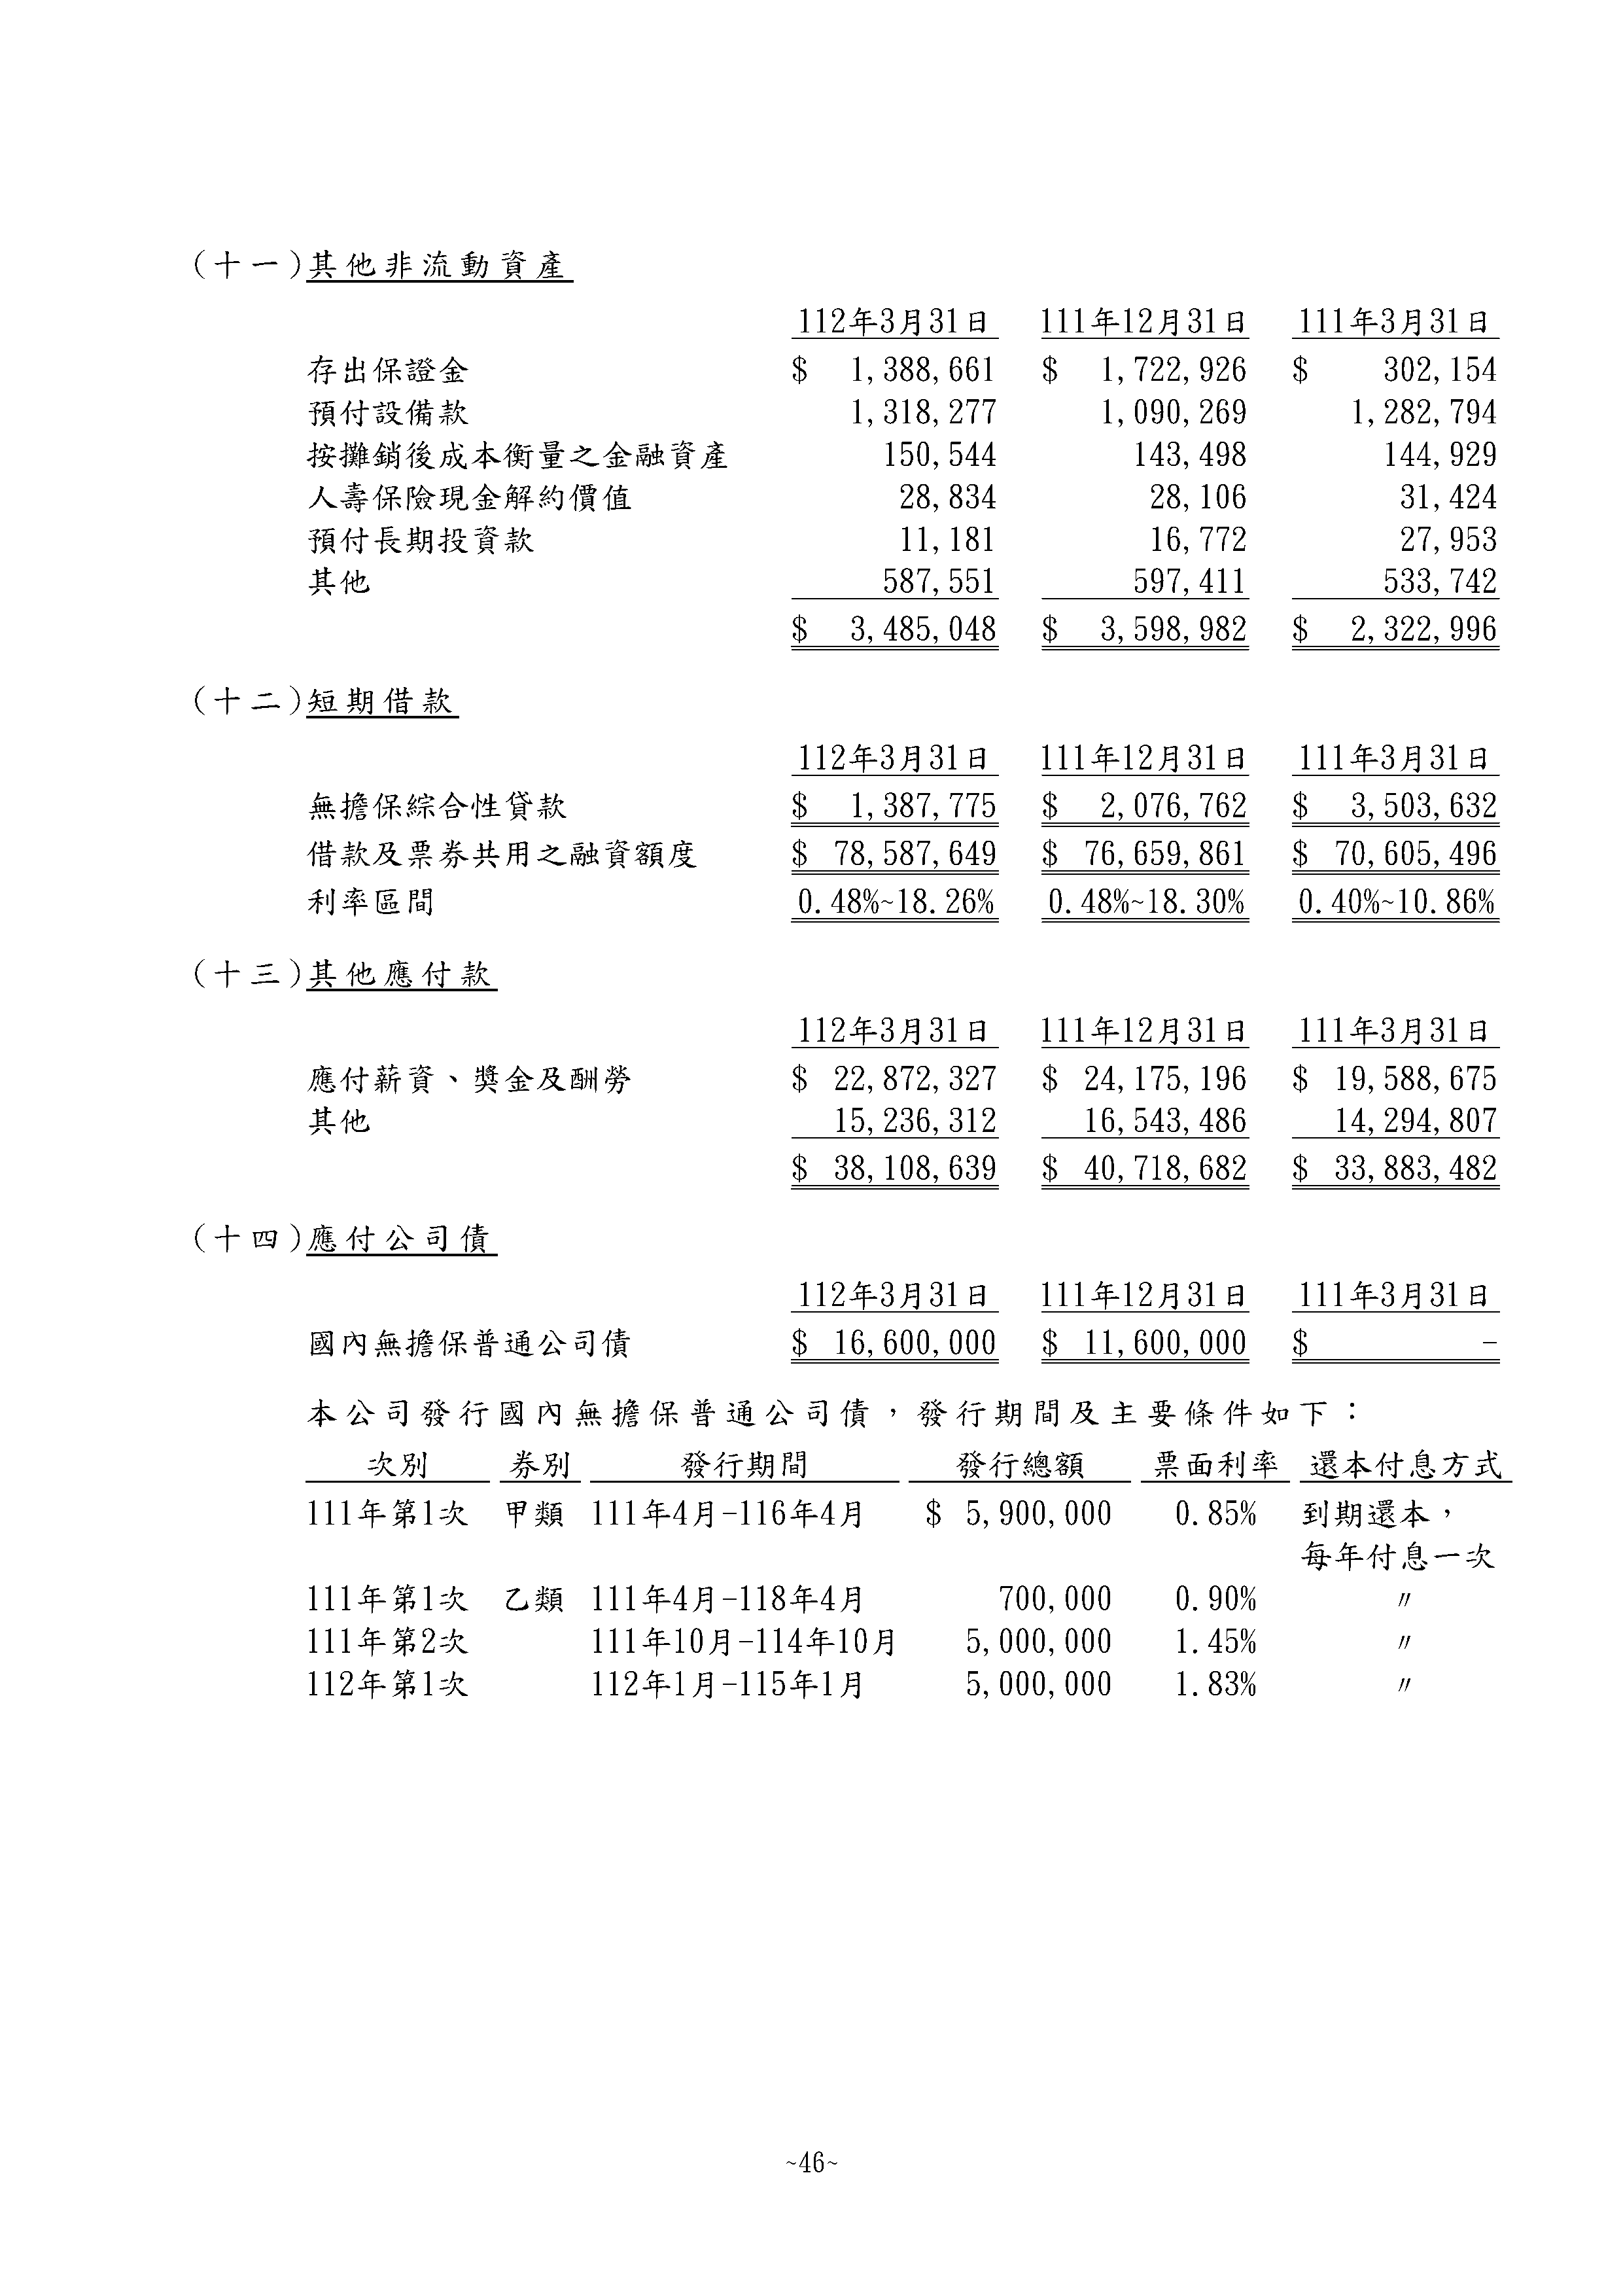 (十一)其他非流動資產
112年3月31日 111年12月31日 111年3月31日
存出保證金 $ 1,388,661 $ 1,722,926 $ 302,154
預付設備款 1,318,277 1,090,269 1,282,794
按攤銷後成本衡量之金融資產 150,544 143,498 144,929
人壽保險現金解約價值 28,834 28,106 31,424
預付長期投資款 11,181 16,772 27,953
其他 587,551 597,411 533,742
$ 3,485,048 $ 3,598,982 $ 2,322,996
(十二)短期借款
112年3月31日 111年12月31日 111年3月31日
無擔保綜合性貸款 $ 1,387,775 $ 2,076,762 $ 3,503,632
借款及票券共用之融資額度 $ 78,587,649 $ 76,659,861 $ 70,605,496
利率區間 0.48%~18.26% 0.48%~18.30% 0.40%~10.86%
(十三)其他應付款
112年3月31日 111年12月31日 111年3月31日
應付薪資、獎金及酬勞 $ 22,872,327 $ 24,175,196 $ 19,588,675
其他 15,236,312 16,543,486 14,294,807
$ 38,108,639 $ 40,718,682 $ 33,883,482
(十四)應付公司債
112年3月31日 111年12月31日 111年3月31日
國內無擔保普通公司債 $ 16,600,000 $ 11,600,000 $ -
本公司發行國內無擔保普通公司債，發行期間及主要條件如下：
次別 券別 發行期間 發行總額 票面利率 還本付息方式
111年第1次 甲類 111年4月-116年4月 $ 5,900,000 0.85% 到期還本，
每年付息一次
111年第1次 乙類 111年4月-118年4月 700,000 0.90% 〃
111年第2次 111年10月-114年10月 5,000,000 1.45% 〃
112年第1次 112年1月-115年1月 5,000,000 1.83% 〃
~46~